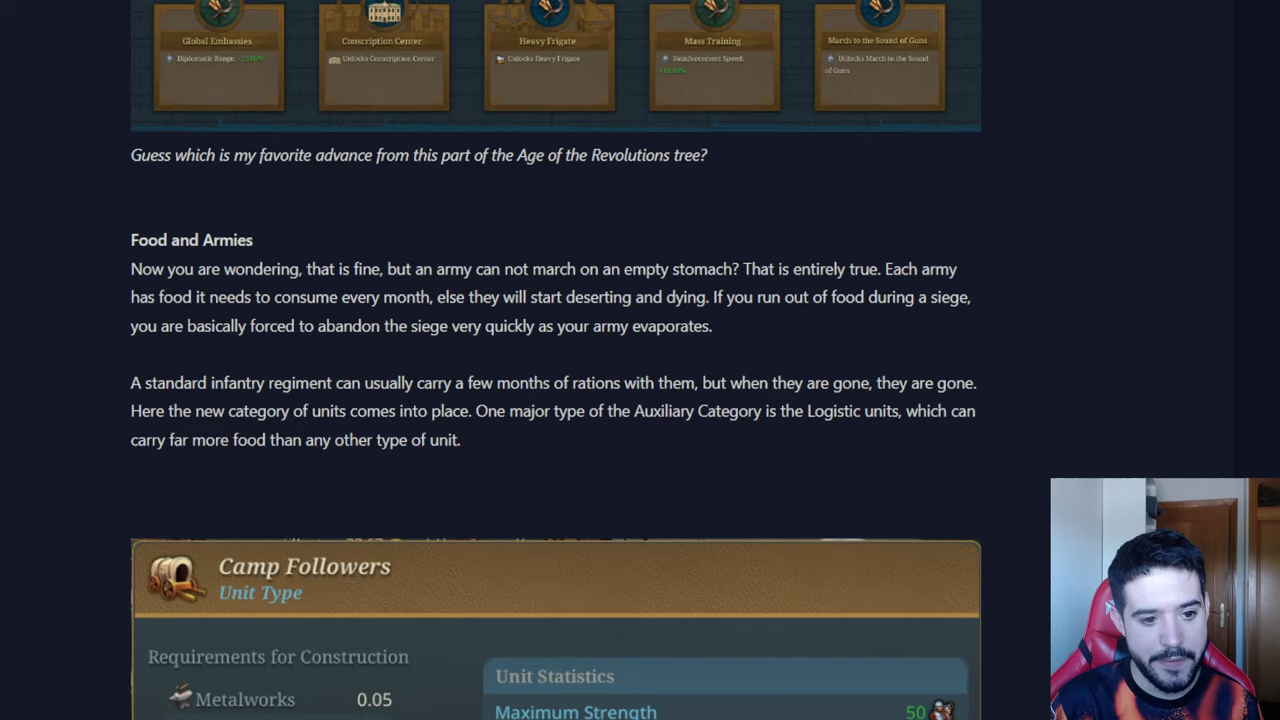 Global Embassies
Conscription Center
Heavy Frigate
Mass Training
March to the Sound of Guns
Diplomatic Range: +25.00%
Unlocks Conscription Center
Unlocks Heavy Frigate
Reinforcement Speed:
+10.00%
Unlocks March to the Sound
of Guns
Guess which is my favorite advance from this part of the Age of the Revolutions tree?
Food and Armies
Now you are wondering, that is fine, but an army can not march on an empty stomach? That is entirely true. Each army
has food it needs to consume every month, else they will start deserting and dying. If you run out of food during a siege,
you are basically forced to abandon the siege very quickly as your army evaporates.
A standard infantry regiment can usually carry a few months of rations with them, but when they are gone, they are gone.
Here the new category of units comes into place. One major type of the Auxiliary Category is the Logistic units, which can
carry far more food than any other type of unit.
Camp Followers
Unit Type
Requirements for Construction
Metalworks 0.05
Unit Statistics
Maximum Strength 50